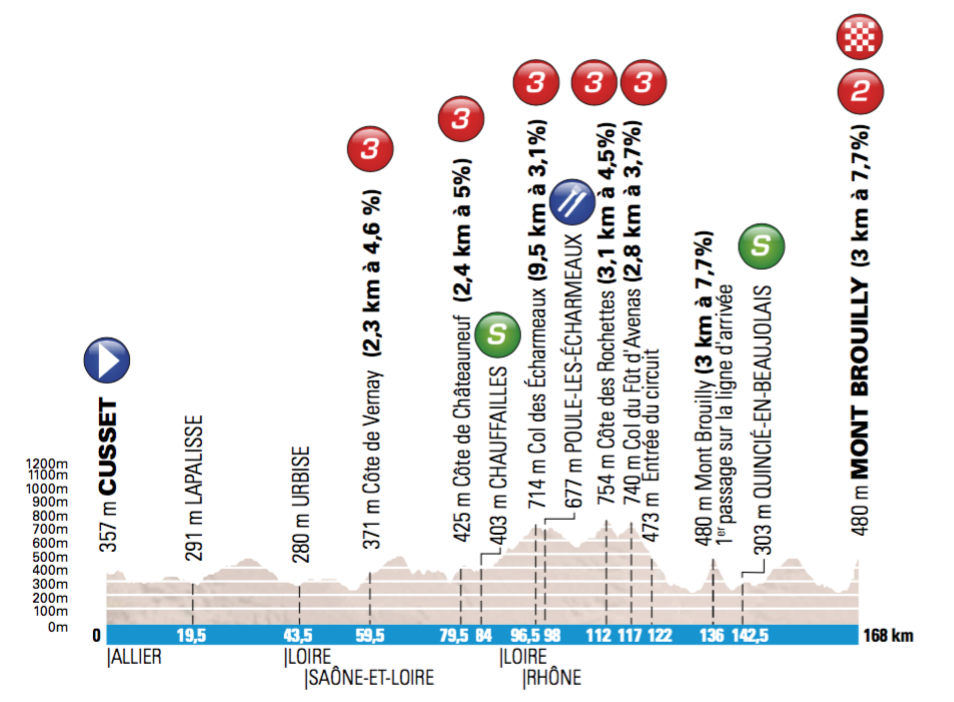 3
3
3
3
3
2
S
S
357 m CUSSET
291 m LAPALISSE
280 m URBISE
371 m Côte de Vernay (2,3 km à 4,6 %)
425 m Côte de Châteauneuf (2,4 km à 5%)
403 m CHAUFFAILLES
714 m Col des Écharmeaux (9,5 km à 3,1%)
677 m POULE-LES-ÉCHARMEAUX
754 m Côte des Rochettes (3,1 km à 4,5%)
740 m Col du Fût d'Avenas (2,8 km à 3,7%)
473 m Entrée du circuit
480 m Mont Brouilly (3 km à 7,7%)
1er passage sur la ligne d'arrivée
303 m QUINCIÉ-EN-BEAUJOLAIS
480 m MONT BROUILLY (3 km à 7,7%)
1200m
1100m
1000m
900m
800m
700m
600m
500m
400m
300m
200m
100m
0m
0 19,5 43,5 59,5 79,5 84 96,5 98 112 117 122 136 142,5 168 km
|ALLIER |LOIRE |LOIRE
|SAÔNE-ET-LOIRE |RHÔNE